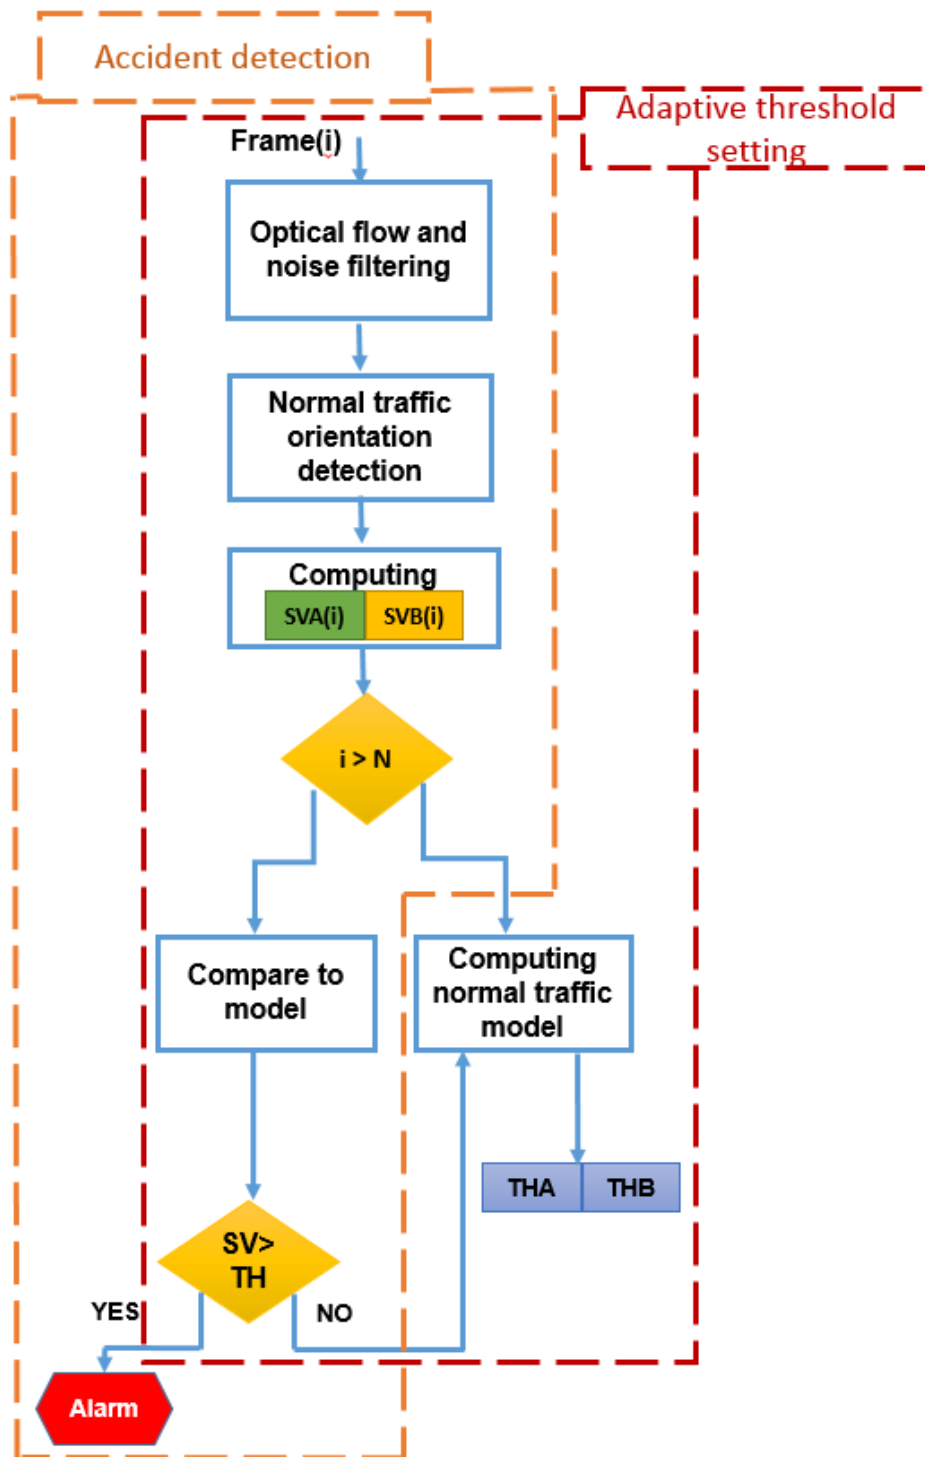 Accident detection
Adaptive threshold
setting
Frame(i)
Optical flow and
noise filtering
Normal traffic
orientation
detection
Computing
SVA(i) SVB(i)
i > N
Compare to
model
Computing
normal traffic
model
THA THB
SV>
TH
YES
NO
Alarm